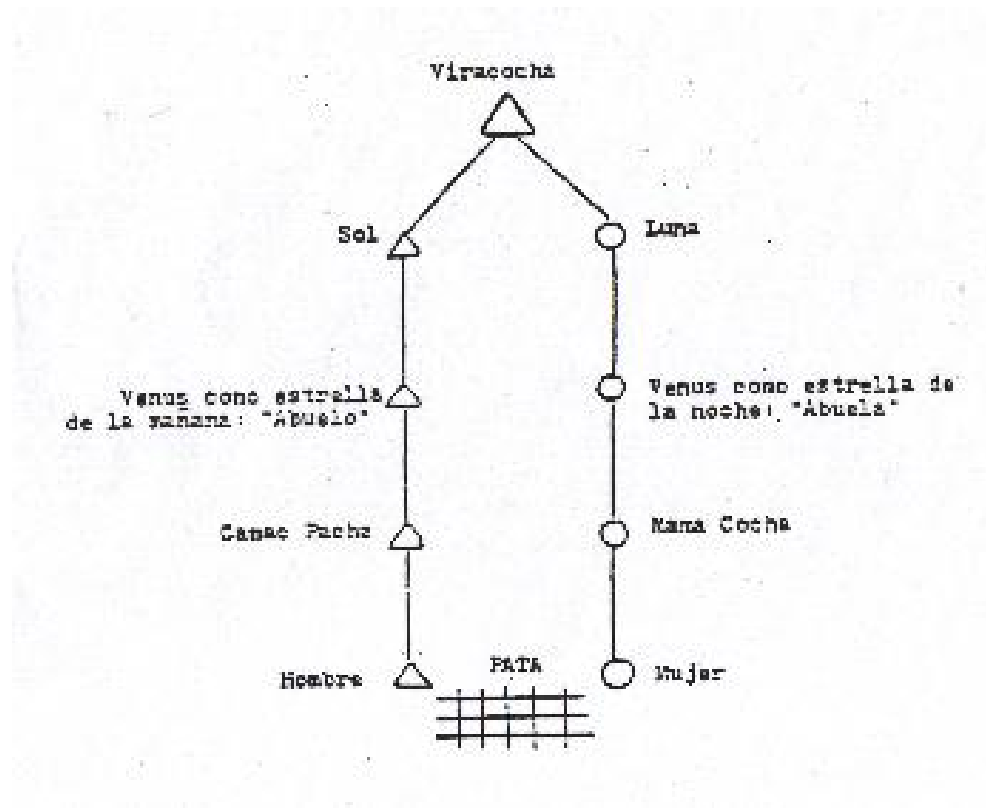 Viracocha
Sol
Luna
Venus como estrella
de la mañana: "Abuelo"
Venus como estrella de
la noche: "Abuela"
Camac Pacha
Mama Cocha
Hombre
PATA
Mujer